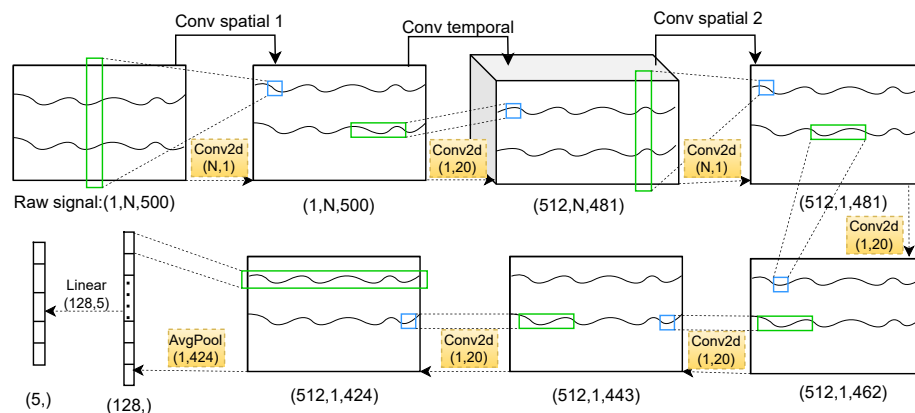 Conv spatial 1
Conv temporal
Conv spatial 2
Conv2d
(N,1)
Conv2d
(1,20)
Conv2d
(N,1)
Raw signal:(1,N,500)
(1,N,500)
(512,N,481)
(512,1,481)
Conv2d
(1,20)
Linear
(128,5)
AvgPool
(1,424)
Conv2d
(1,20)
Conv2d
(1,20)
(5,)
(128,)
(512,1,424)
(512,1,443)
(512,1,462)